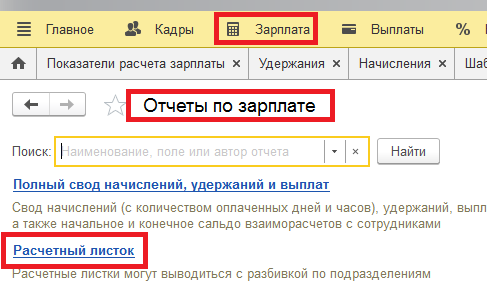 Главное Кадры Зарплата Выплаты %
Показатели расчета зарплаты × Удержания × Начисления ×
Отчеты по зарплате
Поиск: Наименование, поле или автор отчета × Найти
Полный свод начислений, удержаний и выплат
Свод начислений (с количеством оплаченных дней и часов), удержаний,
а также начальное и конечное сальдо взаиморасчетов с сотрудниками
Расчетный листок
Расчетные листки могут выводиться с разбивкой по подразделениям